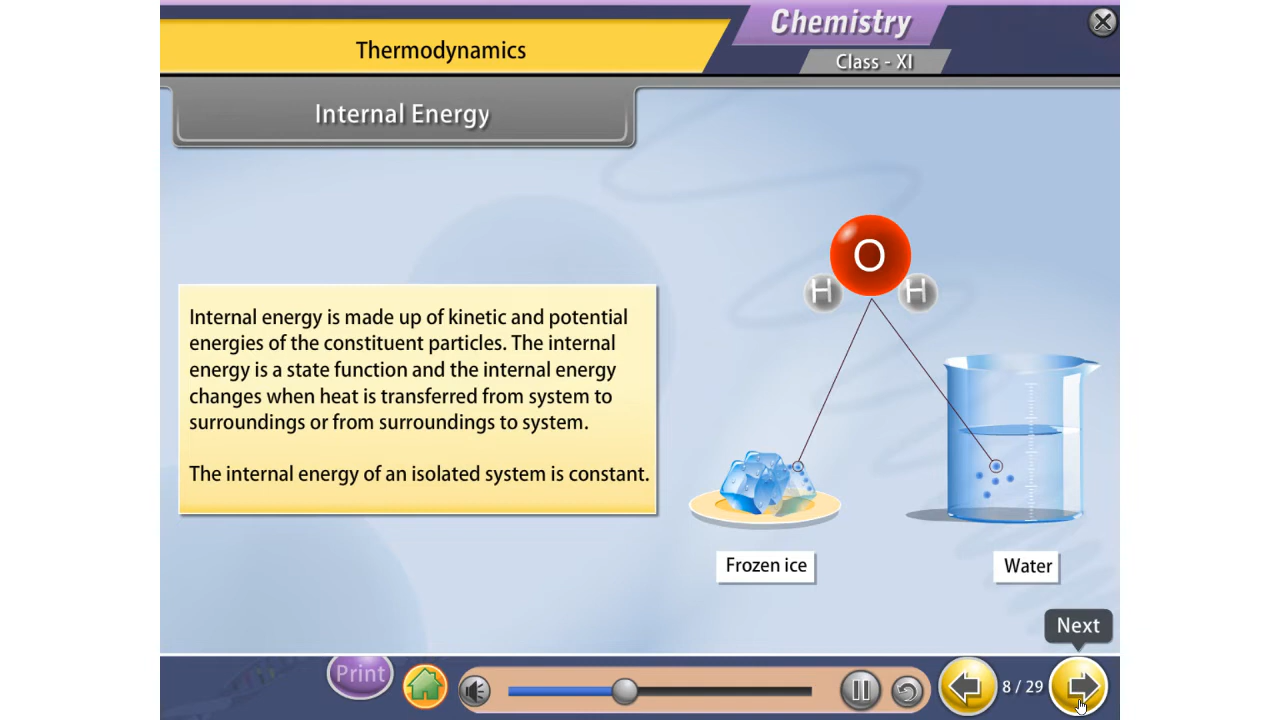 Chemistry
Thermodynamics
Class - XI
Internal Energy
O
H H
Internal energy is made up of kinetic and potential
energies of the constituent particles. The internal
energy is a state function and the internal energy
changes when heat is transferred from system to
surroundings or from surroundings to system.
The internal energy of an isolated system is constant.
Frozen ice
Water
Next
Print
8 / 29